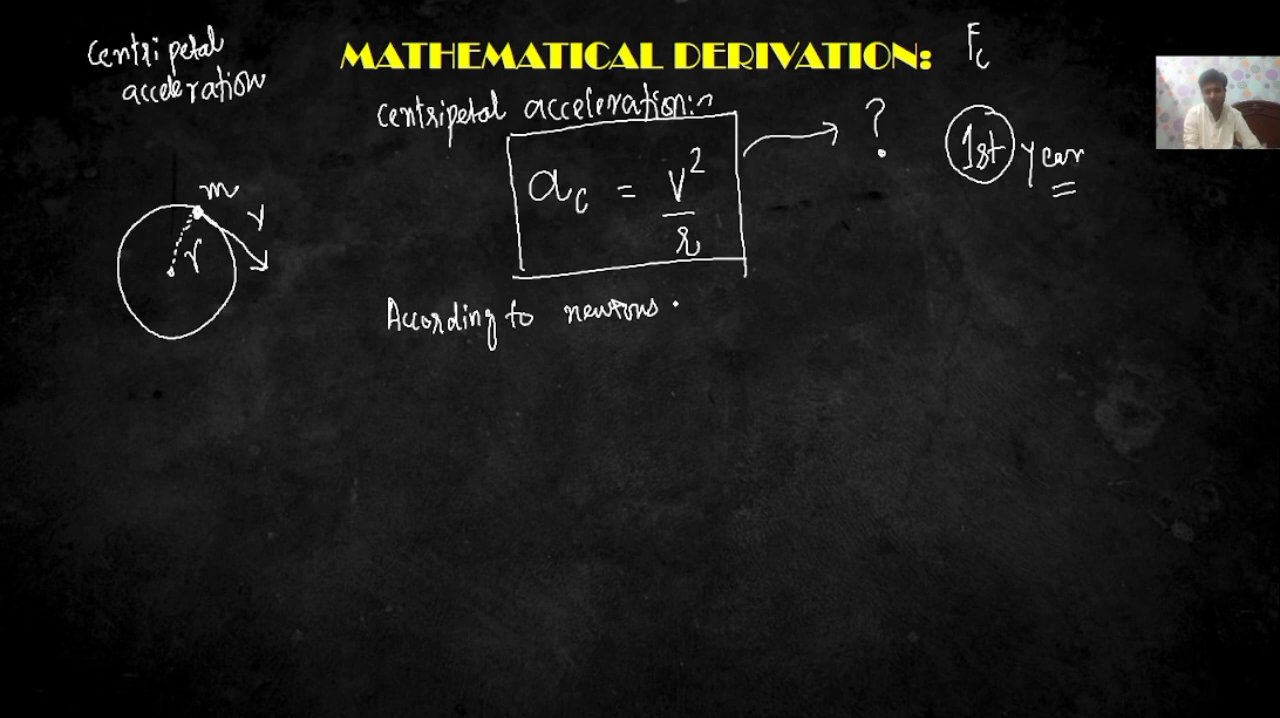 Centripetal
acceleration
MATHEMATICAL DERIVATION:
Fc
centripetal acceleration:~
ac = v²/r
?
1st year
m
v
r
According to newtons